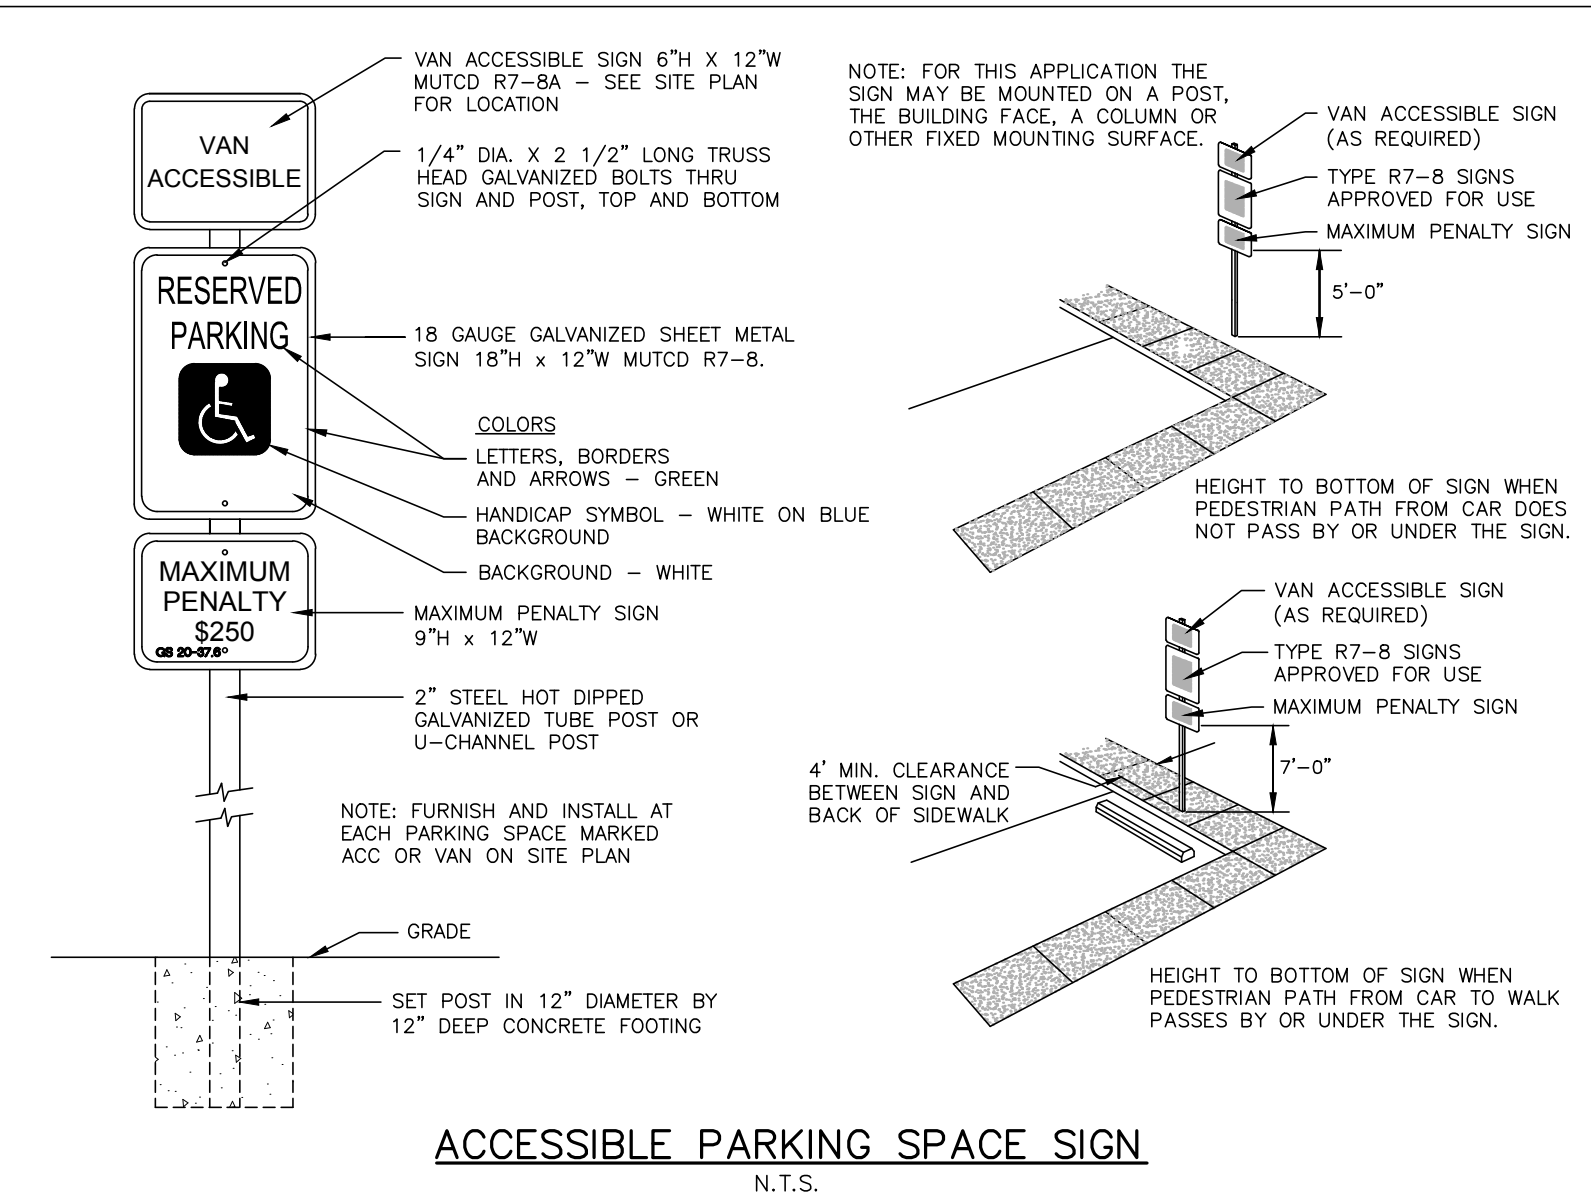 VAN ACCESSIBLE SIGN 6"H X 12"W
MUTCD R7-8A – SEE SITE PLAN
FOR LOCATION
VAN
ACCESSIBLE
1/4" DIA. X 2 1/2" LONG TRUSS
HEAD GALVANIZED BOLTS THRU
SIGN AND POST, TOP AND BOTTOM
RESERVED
PARKING
18 GAUGE GALVANIZED SHEET METAL
SIGN 18"H x 12"W MUTCD R7-8.
COLORS
LETTERS, BORDERS
AND ARROWS – GREEN
HANDICAP SYMBOL – WHITE ON BLUE
BACKGROUND
BACKGROUND – WHITE
MAXIMUM
PENALTY
$250
GS 20-37.6°
MAXIMUM PENALTY SIGN
9"H x 12"W
2" STEEL HOT DIPPED
GALVANIZED TUBE POST OR
U-CHANNEL POST
NOTE: FURNISH AND INSTALL AT
EACH PARKING SPACE MARKED
ACC OR VAN ON SITE PLAN
GRADE
SET POST IN 12" DIAMETER BY
12" DEEP CONCRETE FOOTING
NOTE: FOR THIS APPLICATION THE
SIGN MAY BE MOUNTED ON A POST,
THE BUILDING FACE, A COLUMN OR
OTHER FIXED MOUNTING SURFACE.
VAN ACCESSIBLE SIGN
(AS REQUIRED)
TYPE R7-8 SIGNS
APPROVED FOR USE
MAXIMUM PENALTY SIGN
5'-0"
HEIGHT TO BOTTOM OF SIGN WHEN
PEDESTRIAN PATH FROM CAR DOES
NOT PASS BY OR UNDER THE SIGN.
VAN ACCESSIBLE SIGN
(AS REQUIRED)
TYPE R7-8 SIGNS
APPROVED FOR USE
MAXIMUM PENALTY SIGN
7'-0"
4' MIN. CLEARANCE
BETWEEN SIGN AND
BACK OF SIDEWALK
HEIGHT TO BOTTOM OF SIGN WHEN
PEDESTRIAN PATH FROM CAR TO WALK
PASSES BY OR UNDER THE SIGN.
ACCESSIBLE PARKING SPACE SIGN
N.T.S.